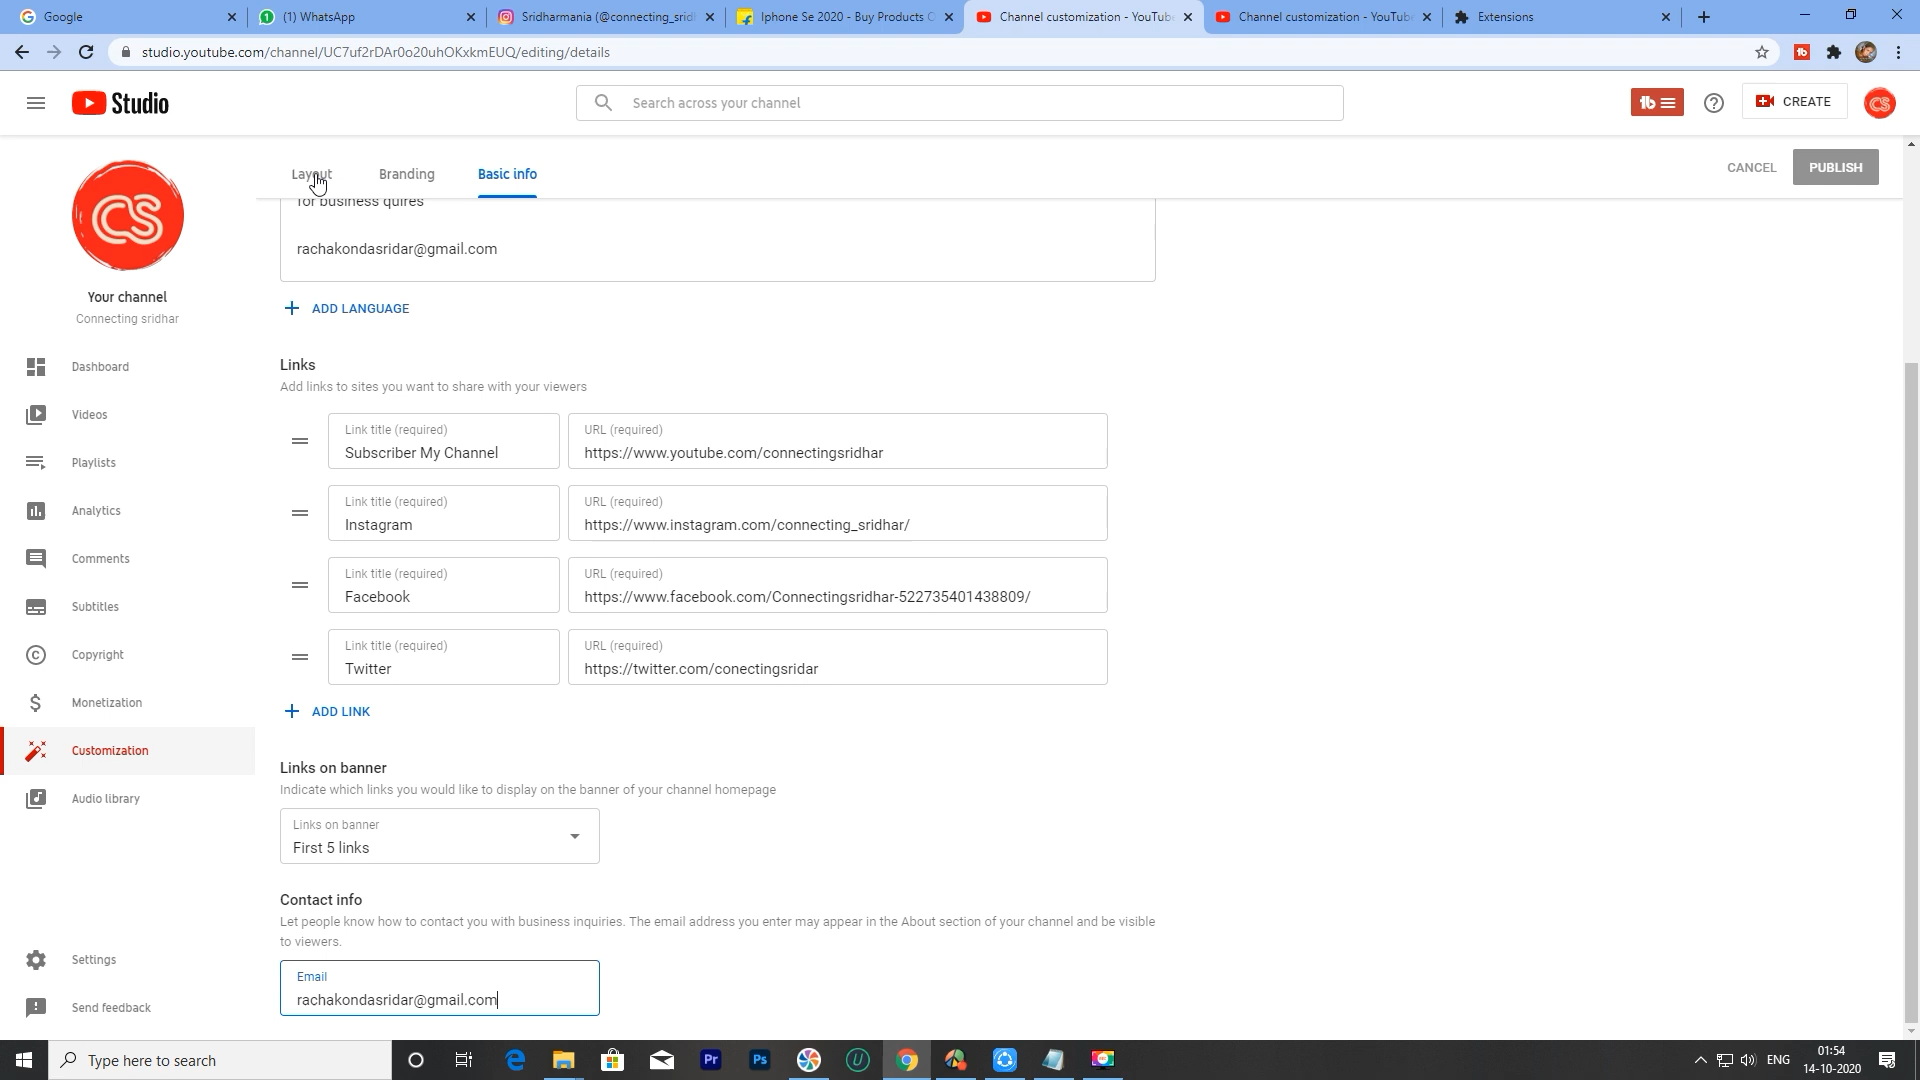 Google
(1) WhatsApp
Sridharmania (@connecting_sridl
Iphone Se 2020 - Buy Products C
Channel customization - YouTube
Channel customization - YouTube
Extensions
studio.youtube.com/channel/UC7uf2rDAr0o20uhOKxkmEUQ/editing/details
Studio
Search across your channel
CREATE
CS
Layout
Branding
Basic info
CANCEL
PUBLISH
CS
Your channel
Connecting sridhar
Dashboard
Videos
Playlists
Analytics
Comments
Subtitles
Copyright
Monetization
Customization
Audio library
Settings
Send feedback
for business quires
rachakondasridar@gmail.com
ADD LANGUAGE
Links
Add links to sites you want to share with your viewers
Link title (required)
Subscriber My Channel
URL (required)
https://www.youtube.com/connectingsridhar
Link title (required)
Instagram
URL (required)
https://www.instagram.com/connecting_sridhar/
Link title (required)
Facebook
URL (required)
https://www.facebook.com/Connectingsridhar-522735401438809/
Link title (required)
Twitter
URL (required)
https://twitter.com/conectingsridar
ADD LINK
Links on banner
Indicate which links you would like to display on the banner of your channel homepage
Links on banner
First 5 links
Contact info
Let people know how to contact you with business inquiries. The email address you enter may appear in the About section of your channel and be visible
to viewers.
Email
rachakondasridar@gmail.com
Type here to search
Pr
Ps
ENG
01:54
14-10-2020